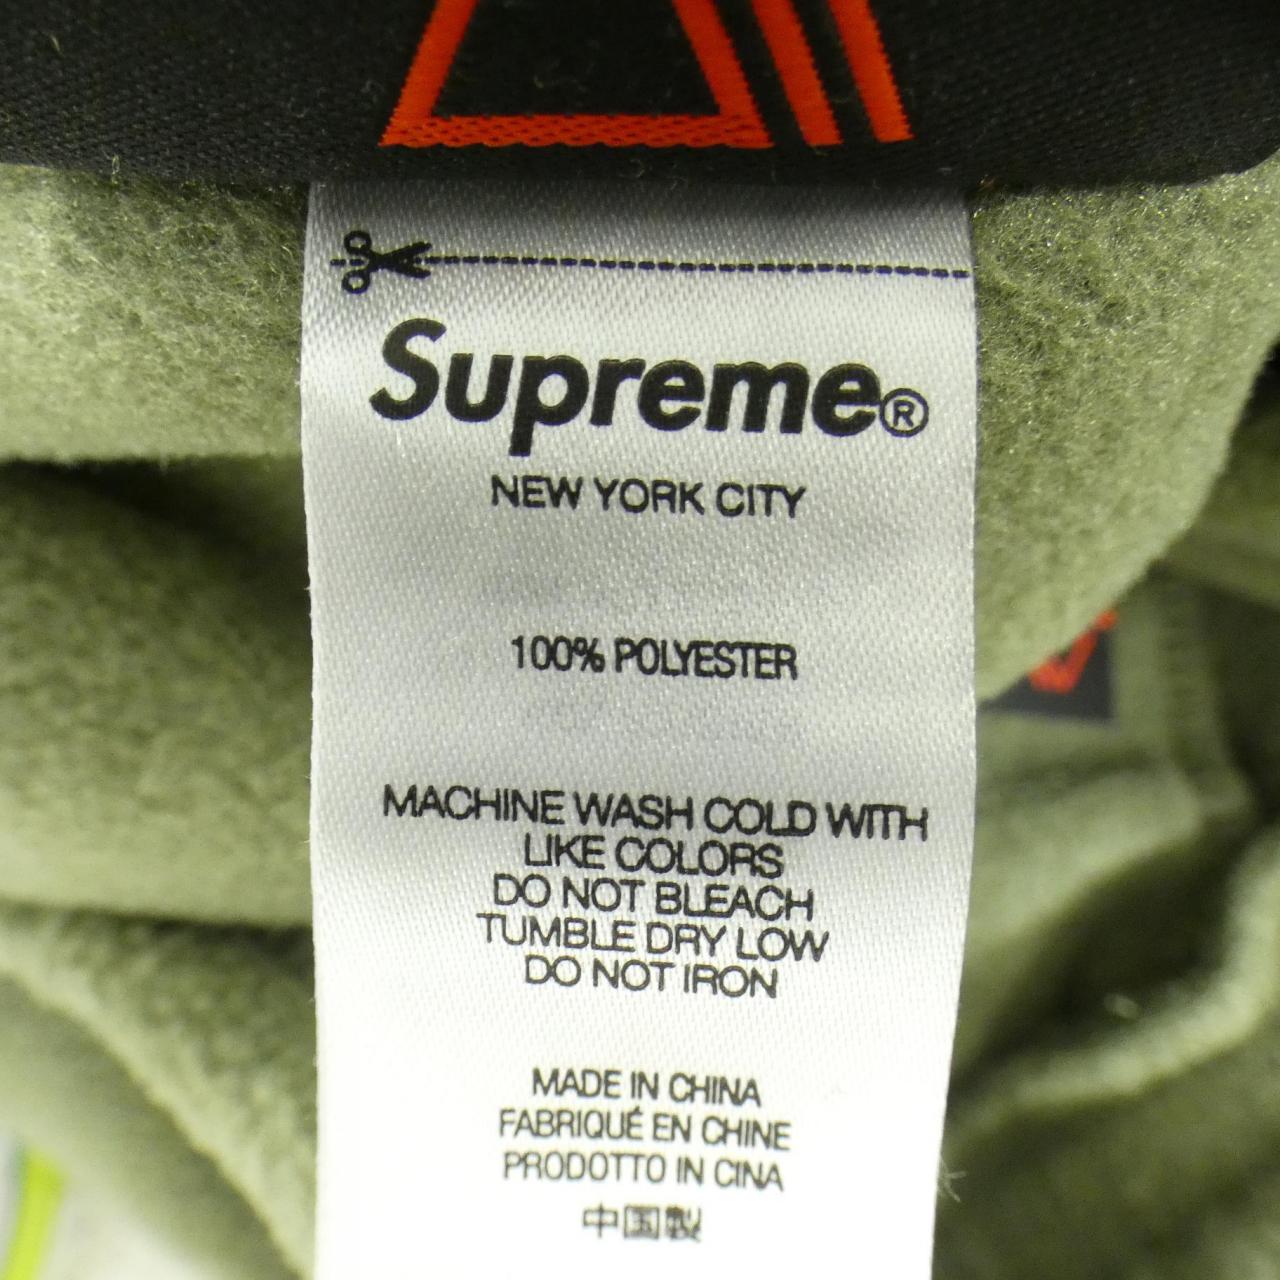 Supreme®
NEW YORK CITY
100% POLYESTER
MACHINE WASH COLD WITH
LIKE COLORS
DO NOT BLEACH
TUMBLE DRY LOW
DO NOT IRON
MADE IN CHINA
FABRIQUÉ EN CHINE
PRODOTTO IN CINA
中国製